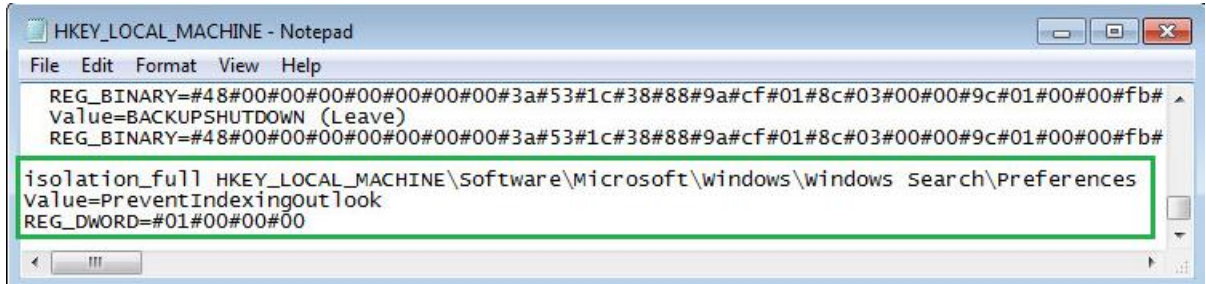 HKEY_LOCAL_MACHINE - Notepad
File Edit Format View Help
REG_BINARY=#48#00#00#00#00#00#00#00#3a#53#1c#38#88#9a#cf#01#8c#03#00#00#9c#01#00#00#fb#
Value=BACKUPSHUTDOWN (Leave)
REG_BINARY=#48#00#00#00#00#00#00#00#3a#53#1c#38#88#9a#cf#01#8c#03#00#00#9c#01#00#00#fb#
isolation_full HKEY_LOCAL_MACHINE\Software\Microsoft\Windows\Windows Search\Preferences
Value=PreventIndexingOutlook
REG_DWORD=#01#00#00#00